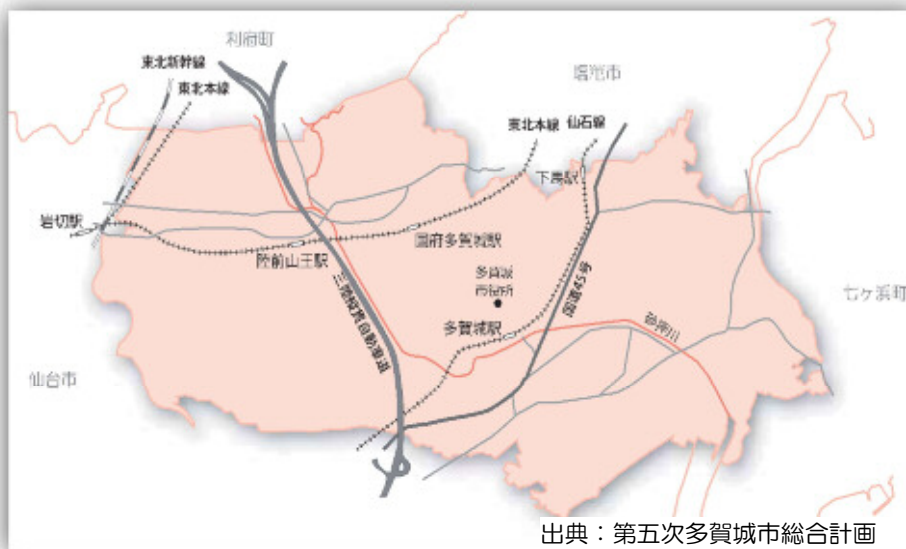 利府町
東北新幹線
東北本線
塩竈市
東北本線
仙石線
下馬駅
岩切駅
国府多賀城駅
陸前山王駅
多賀城
市役所
国道45号
七ヶ浜町
三陸縦貫自動車道
多賀城駅
砂押川
仙台市
出典：第五次多賀城市総合計画